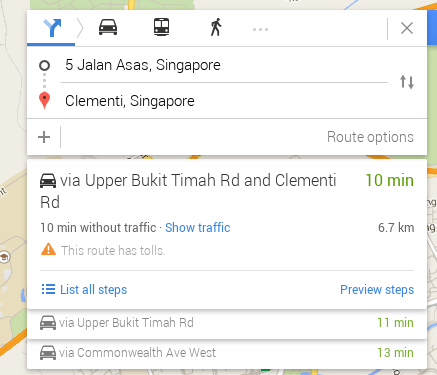 5 Jalan Asas, Singapore
Clementi, Singapore
Route options
via Upper Bukit Timah Rd and Clementi 10 min
Rd
10 min without traffic · Show traffic 6.7 km
This route has tolls.
List all steps Preview steps
via Upper Bukit Timah Rd 11 min
via Commonwealth Ave West 13 min